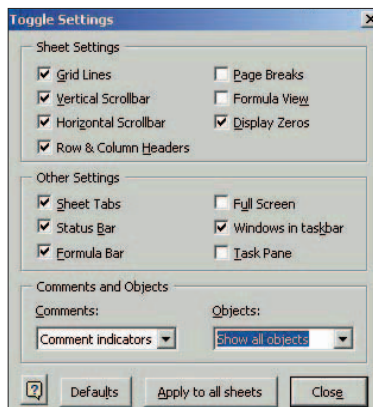 Toggle Settings
Sheet Settings
Grid Lines
Page Breaks
Vertical Scrollbar
Formula View
Horizontal Scrollbar
Display Zeros
Row & Column Headers
Other Settings
Sheet Tabs
Full Screen
Status Bar
Windows in taskbar
Formula Bar
Task Pane
Comments and Objects
Comments:
Objects:
Comment indicators
Show all objects
Defaults
Apply to all sheets
Close